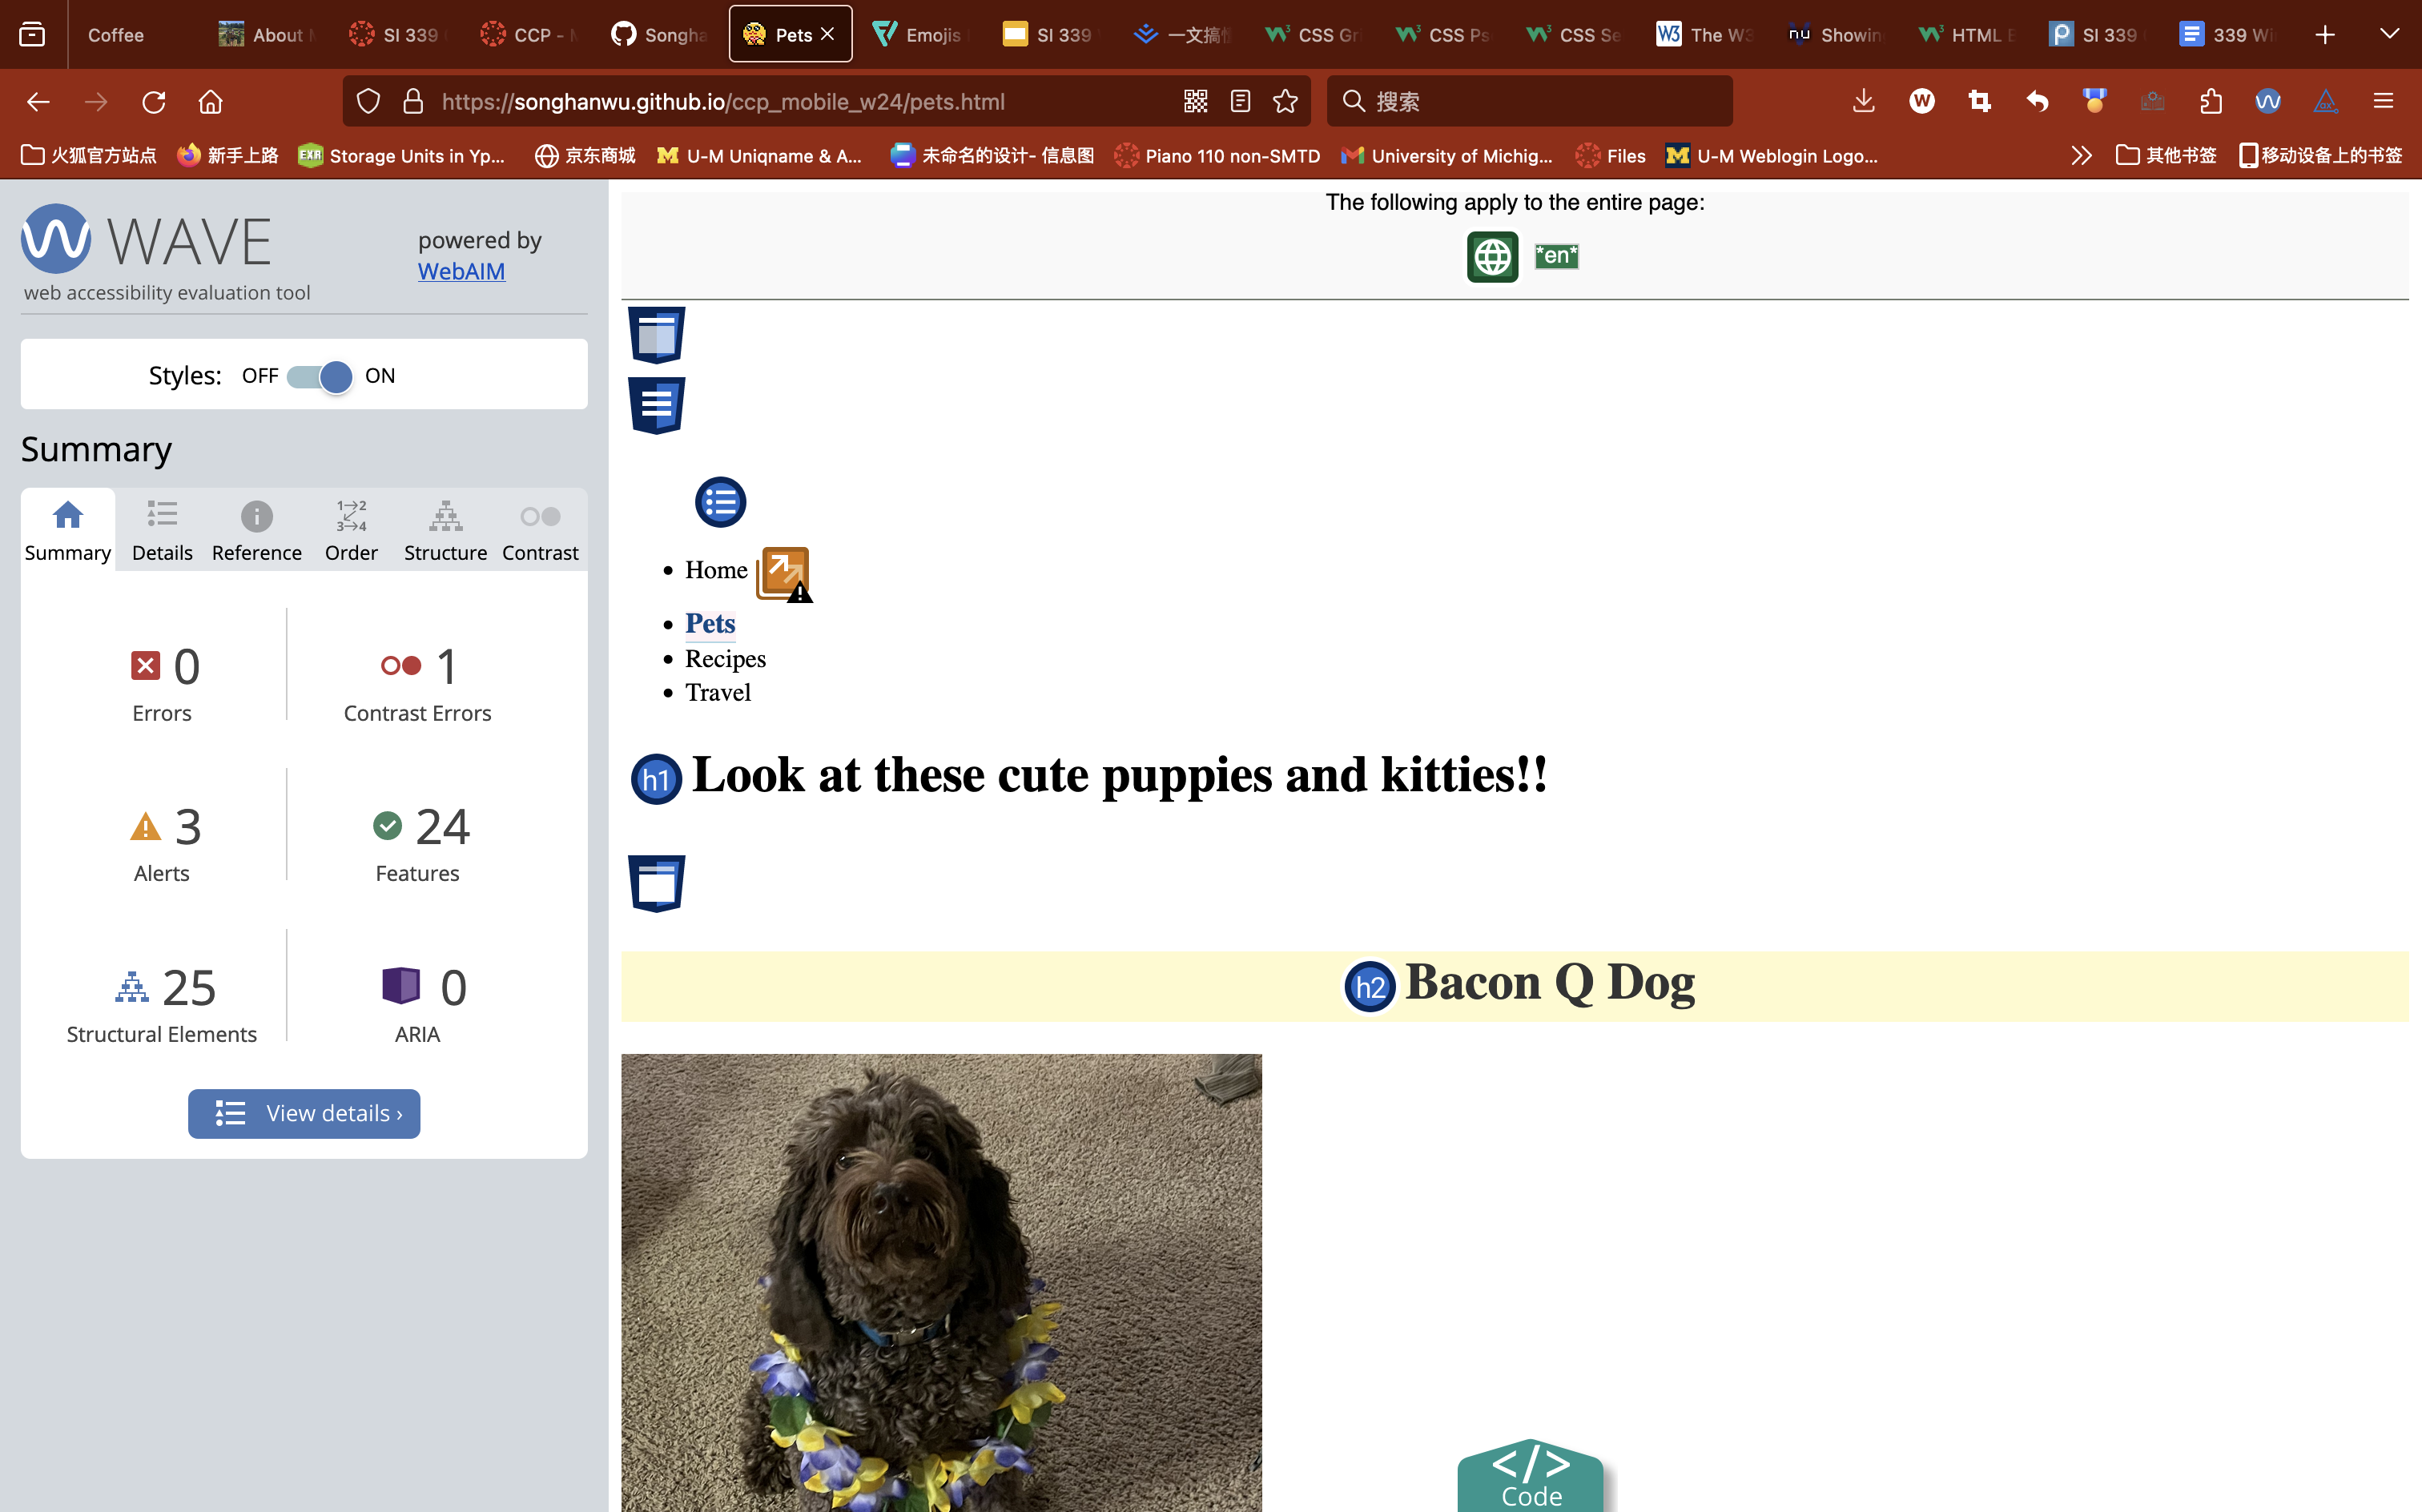 Coffee
About
SI 339
CCP -
Songha
Pets
Emojis
SI 339
一文搞
CSS Gr
CSS Ps
CSS Se
The W3
Showin
HTML
SI 339
339 Wi
https://songhanwu.github.io/ccp_mobile_w24/pets.html
搜索
火狐官方站点
新手上路
Storage Units in Yp...
京东商城
U-M Uniqname & A...
未命名的设计- 信息图
Piano 110 non-SMTD
University of Michig...
Files
U-M Weblogin Logo...
其他书签
移动设备上的书签
WAVE
powered by
WebAIM
web accessibility evaluation tool
Styles: OFF ON
Summary
Summary Details Reference Order Structure Contrast
0
Errors
1
Contrast Errors
3
Alerts
24
Features
25
Structural Elements
0
ARIA
View details ›
The following apply to the entire page:
*en*
Home
Pets
Recipes
Travel
h1 Look at these cute puppies and kitties!!
h2 Bacon Q Dog
</>
Code